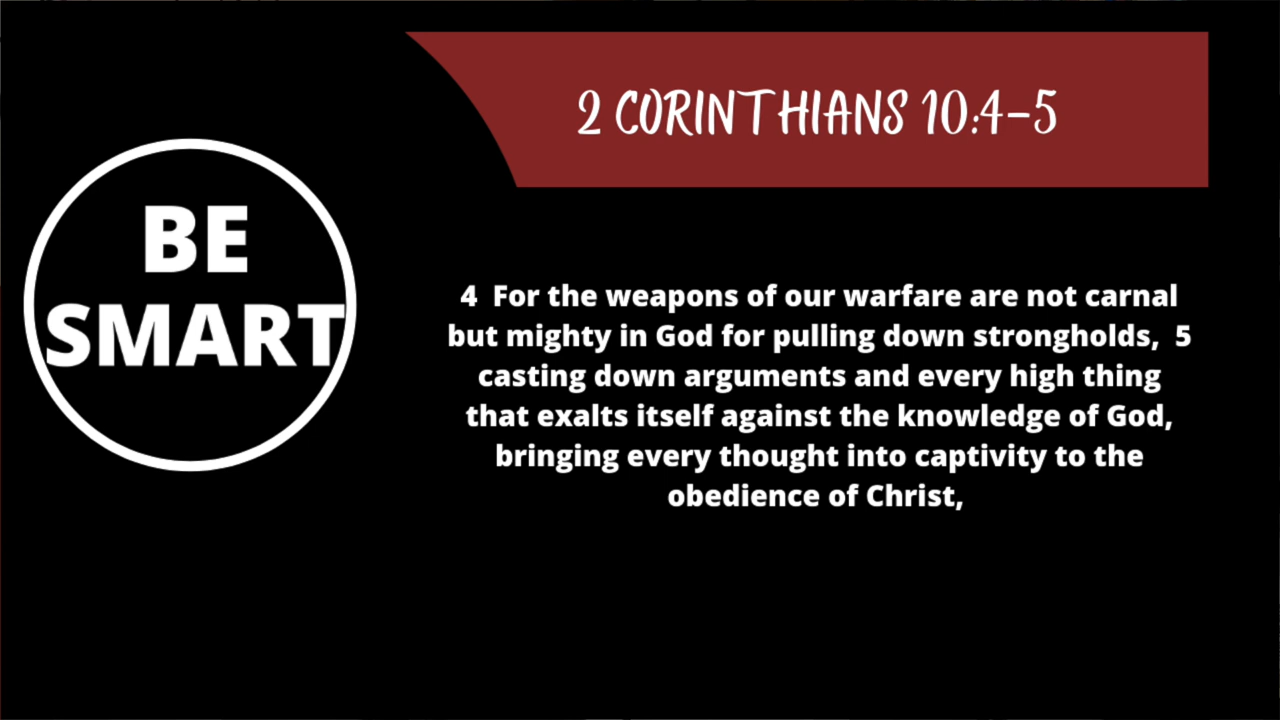 BE
SMART
2 CORINTHIANS 10:4-5
4  For the weapons of our warfare are not carnal
but mighty in God for pulling down strongholds,  5
casting down arguments and every high thing
that exalts itself against the knowledge of God,
bringing every thought into captivity to the
obedience of Christ,